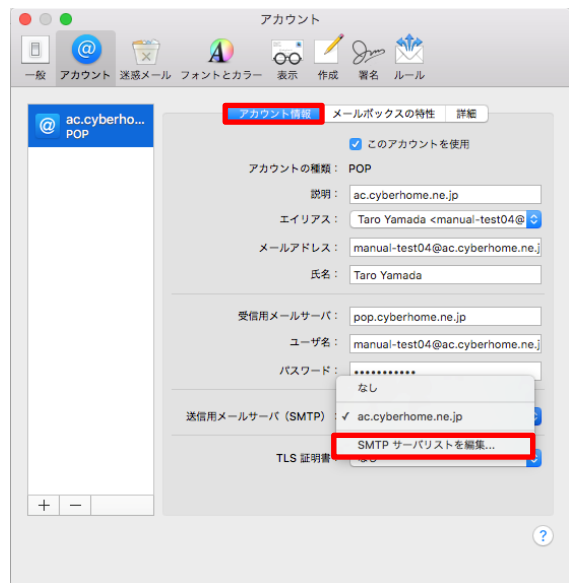 アカウント
一般 アカウント 迷惑メール フォントとカラー 表示 作成 署名 ルール
ac.cyberho...
POP
アカウント情報 メールボックスの特性 詳細
このアカウントを使用
アカウントの種類： POP
説明： ac.cyberhome.ne.jp
エイリアス： Taro Yamada <manual-test04@
メールアドレス： manual-test04@ac.cyberhome.ne.j
氏名： Taro Yamada
受信用メールサーバ： pop.cyberhome.ne.jp
ユーザ名： manual-test04@ac.cyberhome.ne.j
パスワード： •••••••••••
なし
送信用メールサーバ（SMTP）： ✓ ac.cyberhome.ne.jp
SMTP サーバリストを編集...
TLS 証明書：